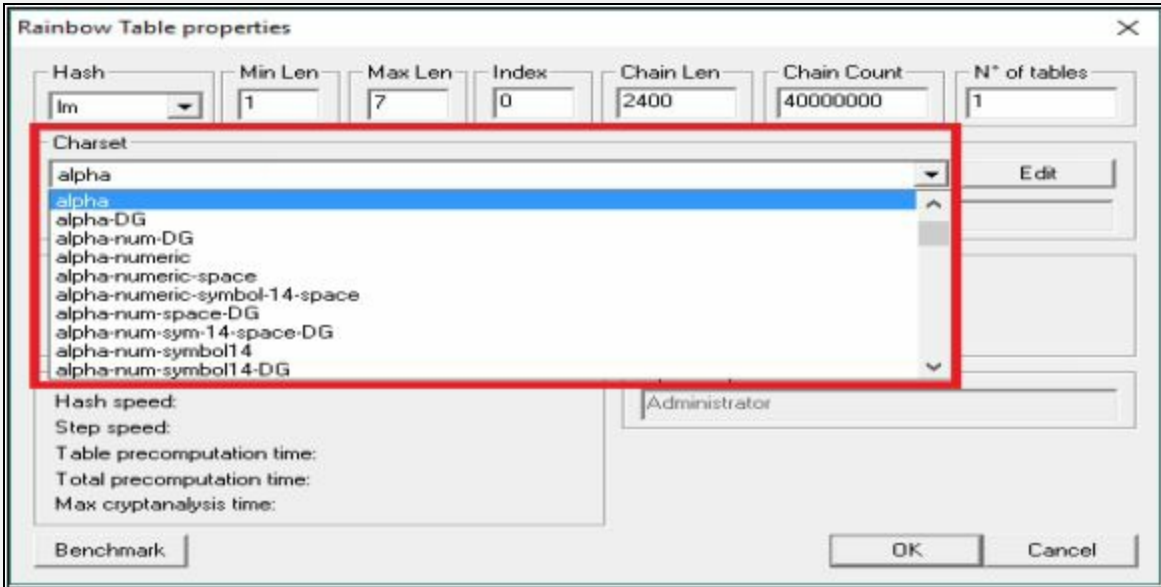 Rainbow Table properties
Hash Min Len Max Len Index Chain Len Chain Count N° of tables
lm 1 7 0 2400 40000000 1
Charset
alpha Edit
alpha
alpha-DG
alpha-num-DG
alpha-numeric
alpha-numeric-space
alpha-numeric-symbol-14-space
alpha-num-space-DG
alpha-num-sym-14-space-DG
alpha-num-symbol14
alpha-num-symbol14-DG
Hash speed: Administrator
Step speed:
Table precomputation time:
Total precomputation time:
Max cryptanalysis time:
Benchmark OK Cancel